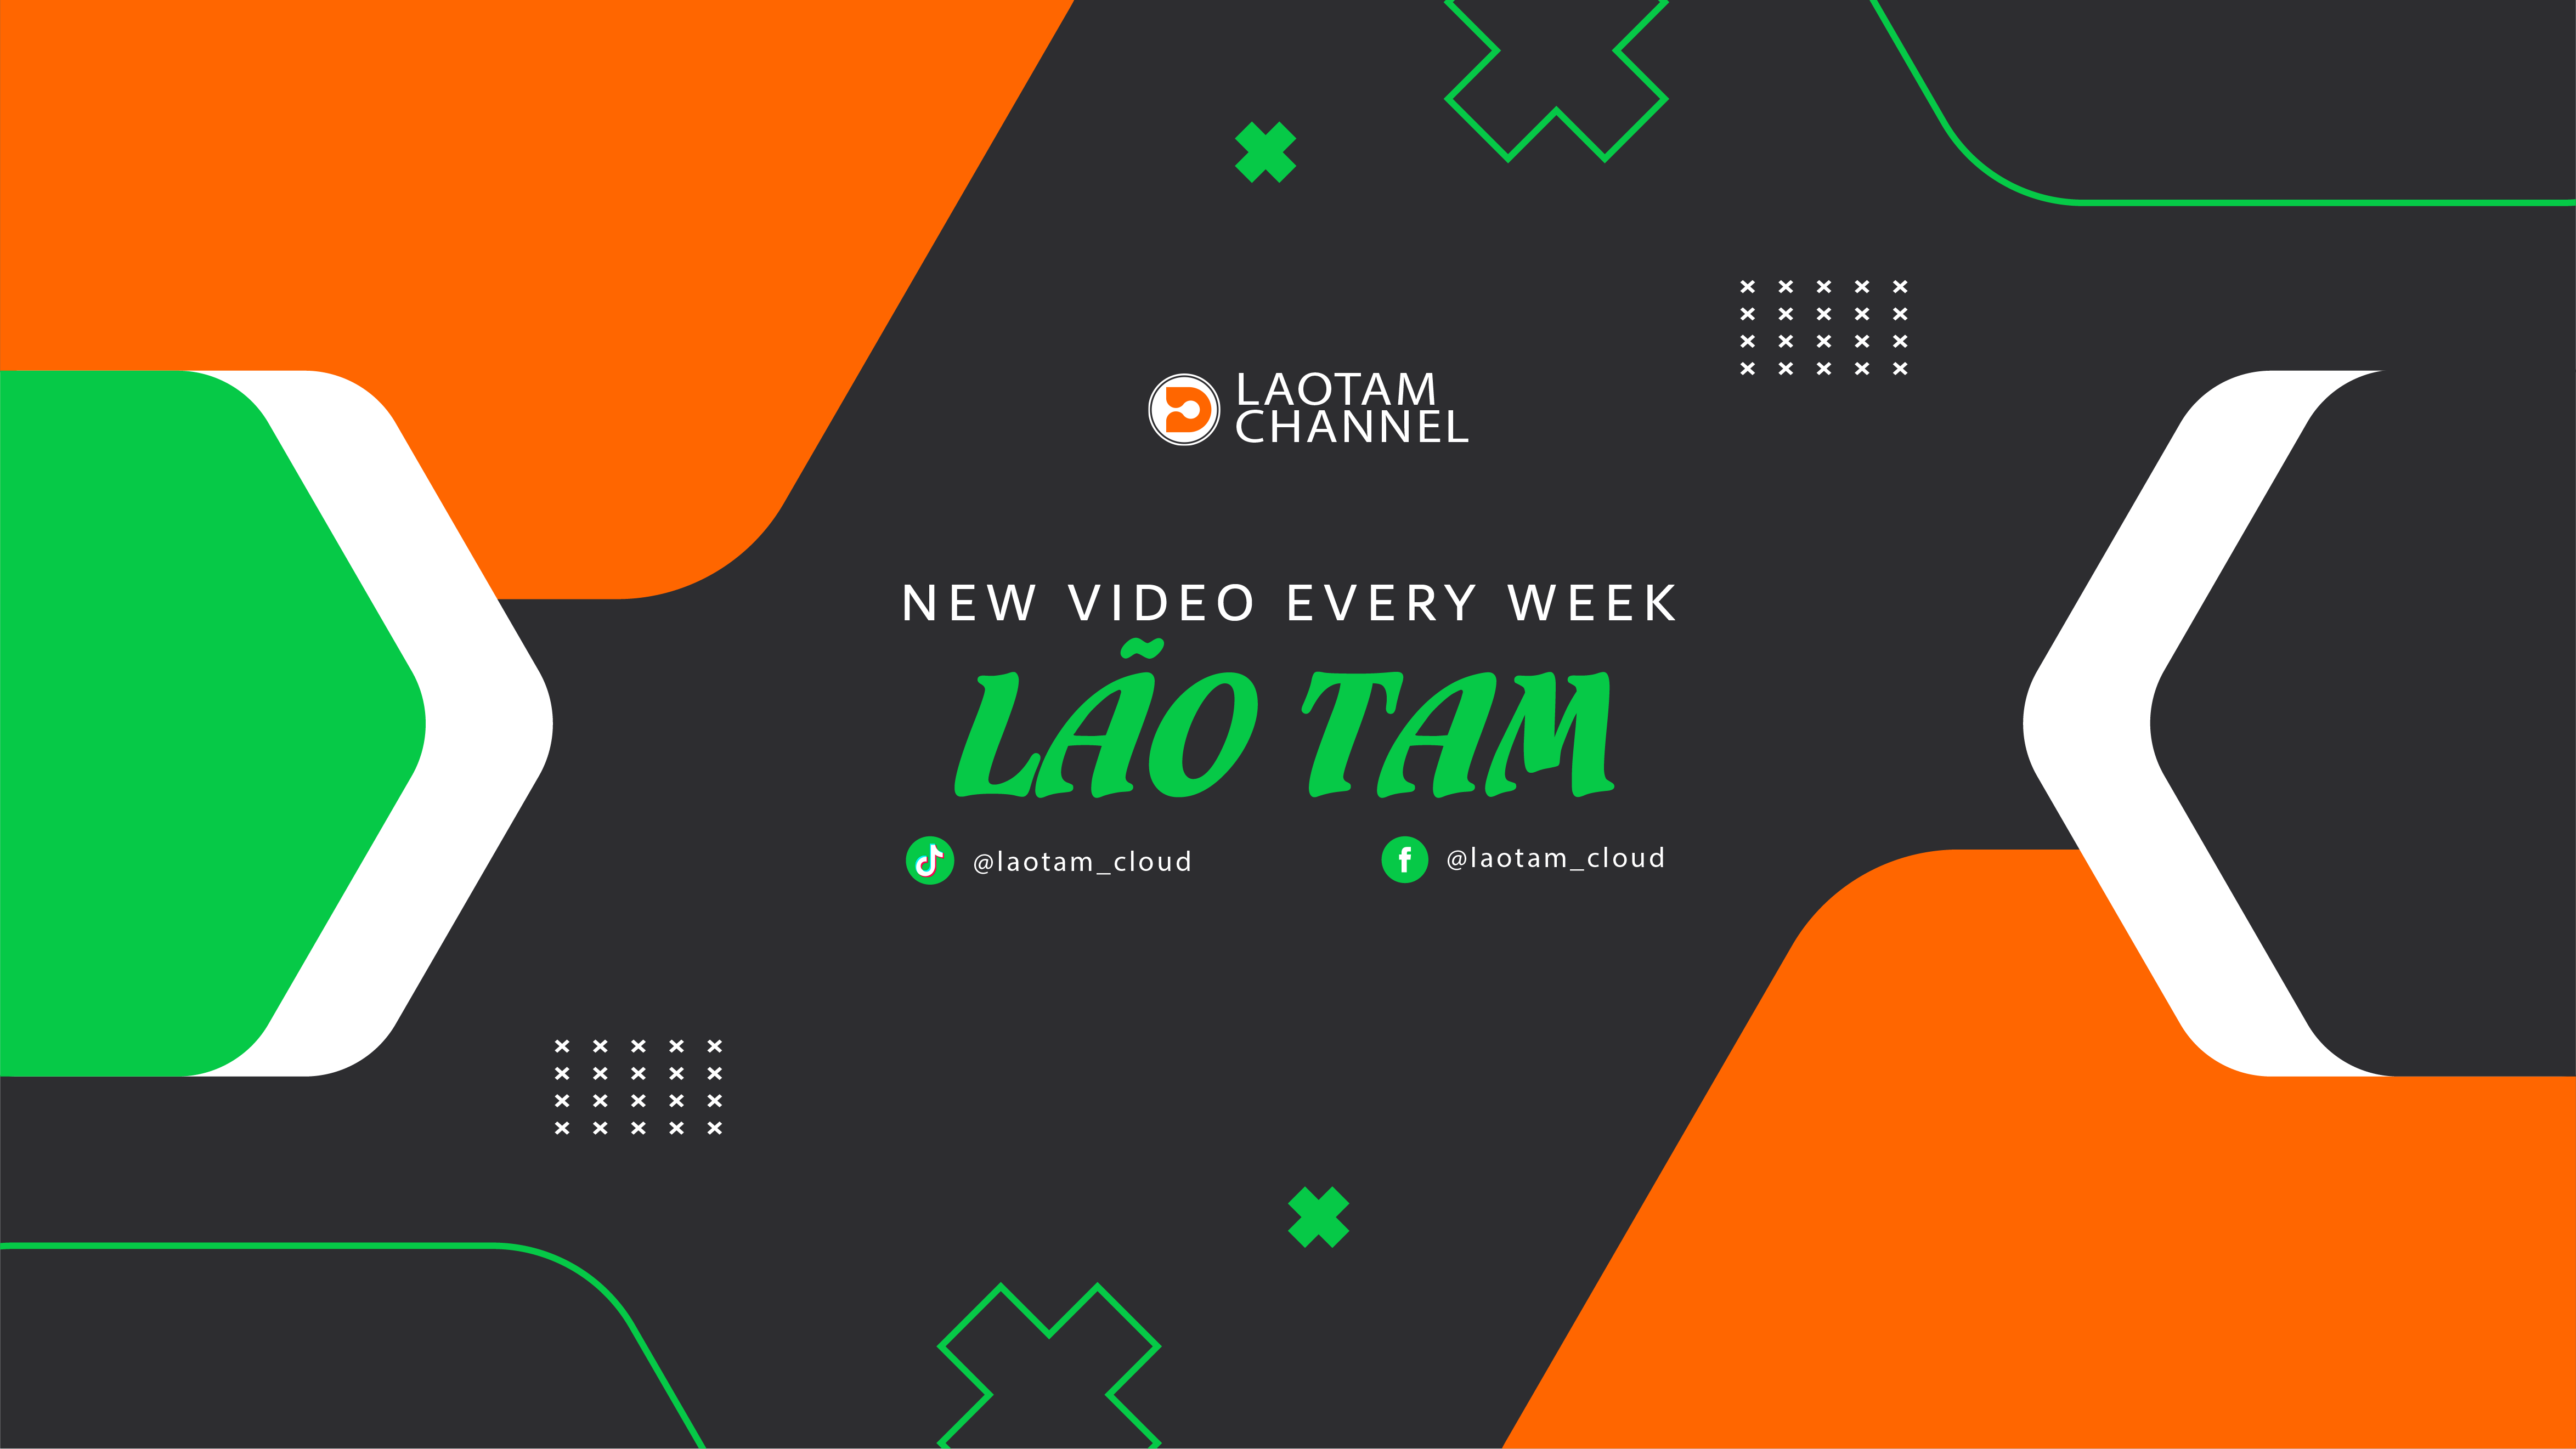 LAOTAM
CHANNEL
NEW VIDEO EVERY WEEK
LÃO TAM
@laotam_cloud
@laotam_cloud